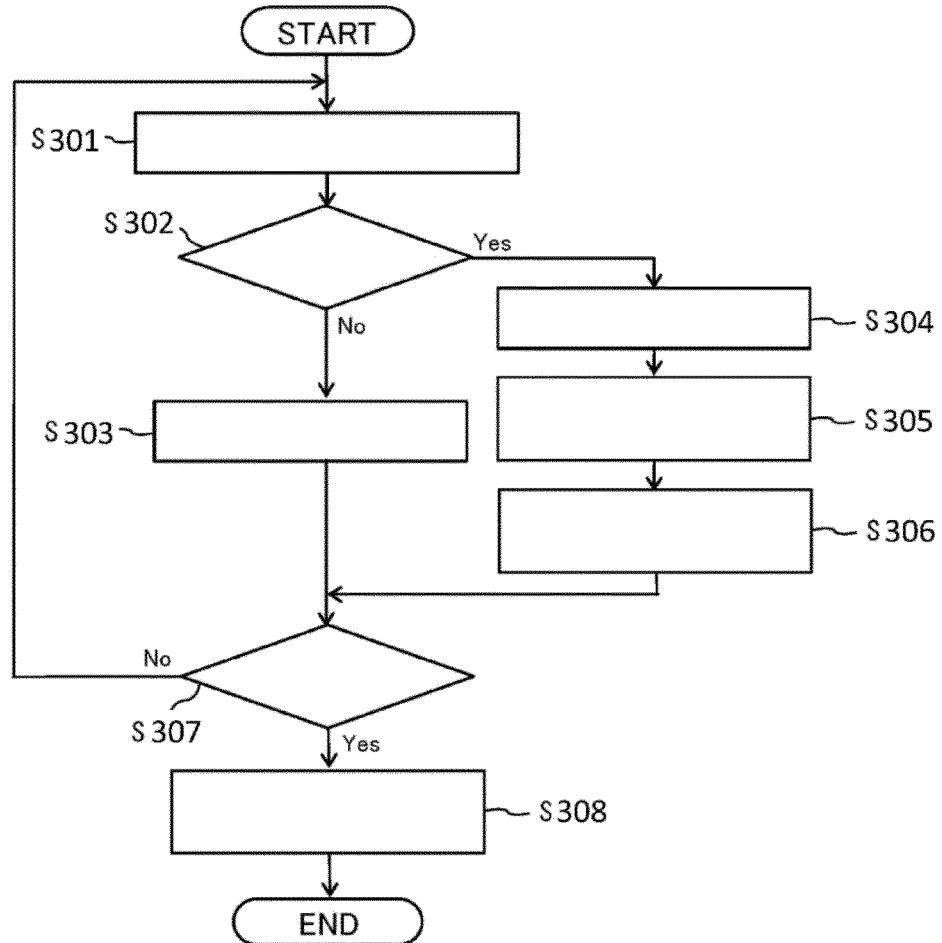 START
S301
S302
Yes
S304
No
S305
S303
S306
No
S307
Yes
S308
END